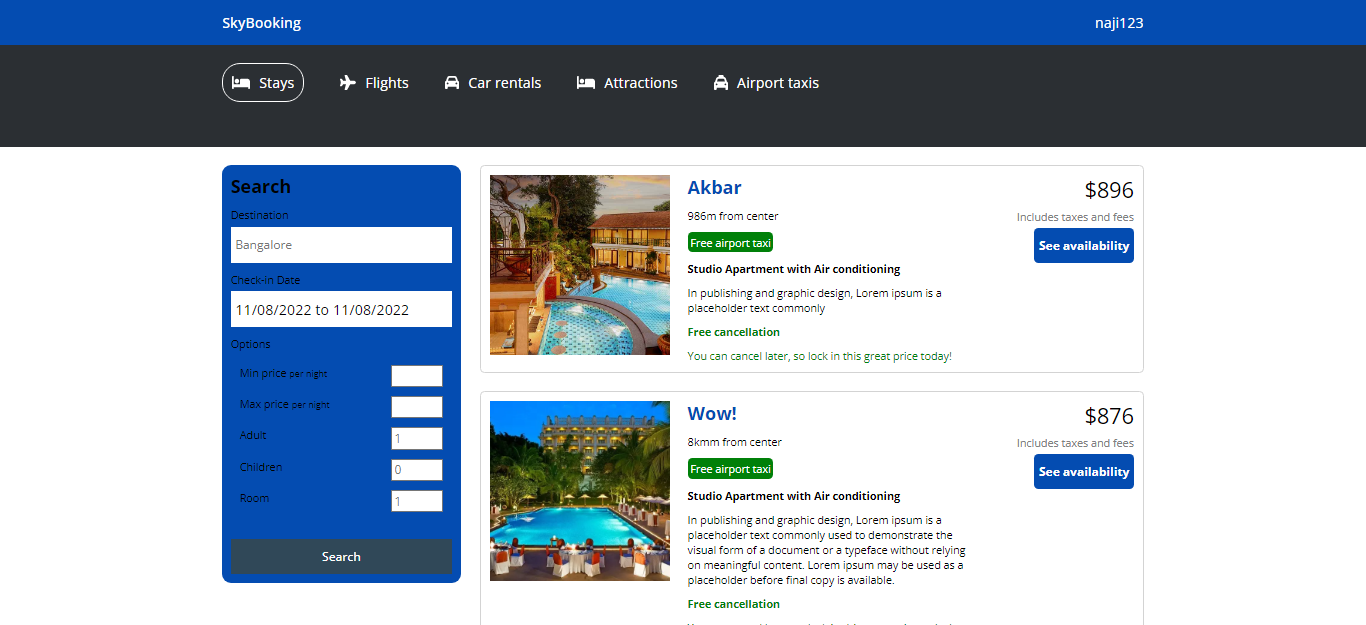 SkyBooking
naji123
Stays
Flights
Car rentals
Attractions
Airport taxis
Search
Destination
Bangalore
Check-in Date
11/08/2022 to 11/08/2022
Options
Min price per night
Max price per night
Adult
1
Children
0
Room
1
Search
Akbar
986m from center
Free airport taxi
Studio Apartment with Air conditioning
In publishing and graphic design, Lorem ipsum is a
placeholder text commonly
Free cancellation
You can cancel later, so lock in this great price today!
$896
Includes taxes and fees
See availability
Wow!
8kmm from center
Free airport taxi
Studio Apartment with Air conditioning
In publishing and graphic design, Lorem ipsum is a
placeholder text commonly used to demonstrate the
visual form of a document or a typeface without relying
on meaningful content. Lorem ipsum may be used as a
placeholder before final copy is available.
Free cancellation
$876
Includes taxes and fees
See availability